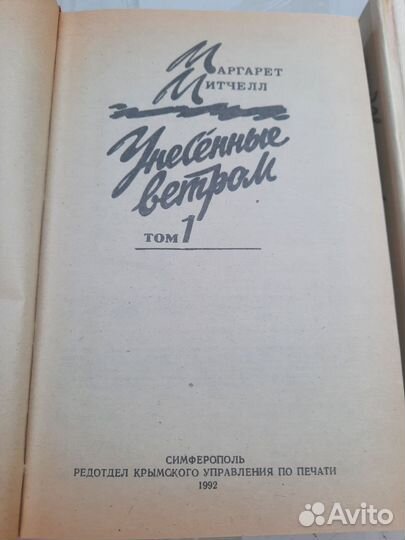 Маргарет
Митчелл
Унесённые
ветром
том 1
СИМФЕРОПОЛЬ
РЕДОТДЕЛ КРЫМСКОГО УПРАВЛЕНИЯ ПО ПЕЧАТИ
1992
Avito